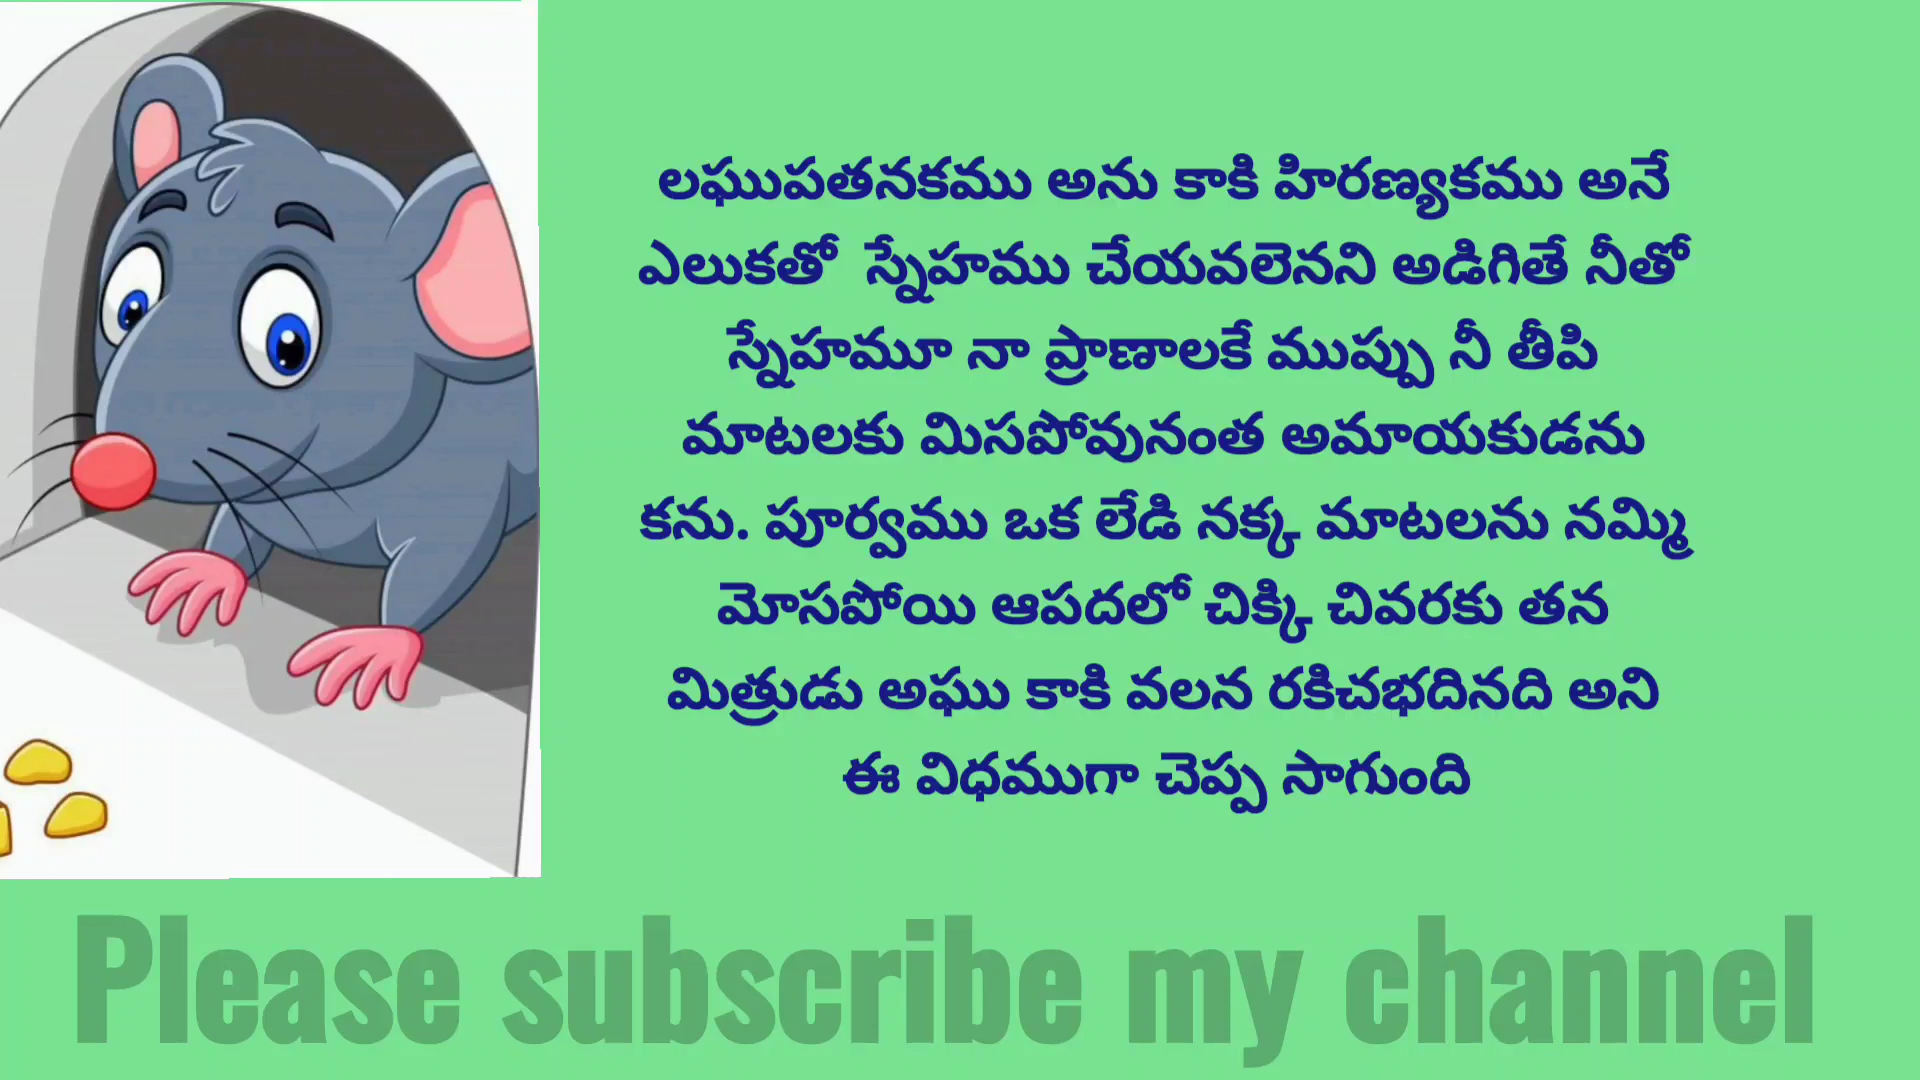 లఘుపతనకము అను కాకి హిరణ్యకము అనే
ఎలుకతో స్నేహము చేయవలెనని అడిగితే నీతో
స్నేహమూ నా ప్రాణాలకే ముప్పు నీ తీపి
మాటలకు మిసపోవునంత అమాయకుడను
కను. పూర్వము ఒక లేడి నక్క మాటలను నమ్మి
మోసపోయి ఆపదలో చిక్కి చివరకు తన
మిత్రుడు అఘు కాకి వలన రకిచభదినది అని
ఈ విధముగా చెప్ప సాగుంది
Please subscribe my channel